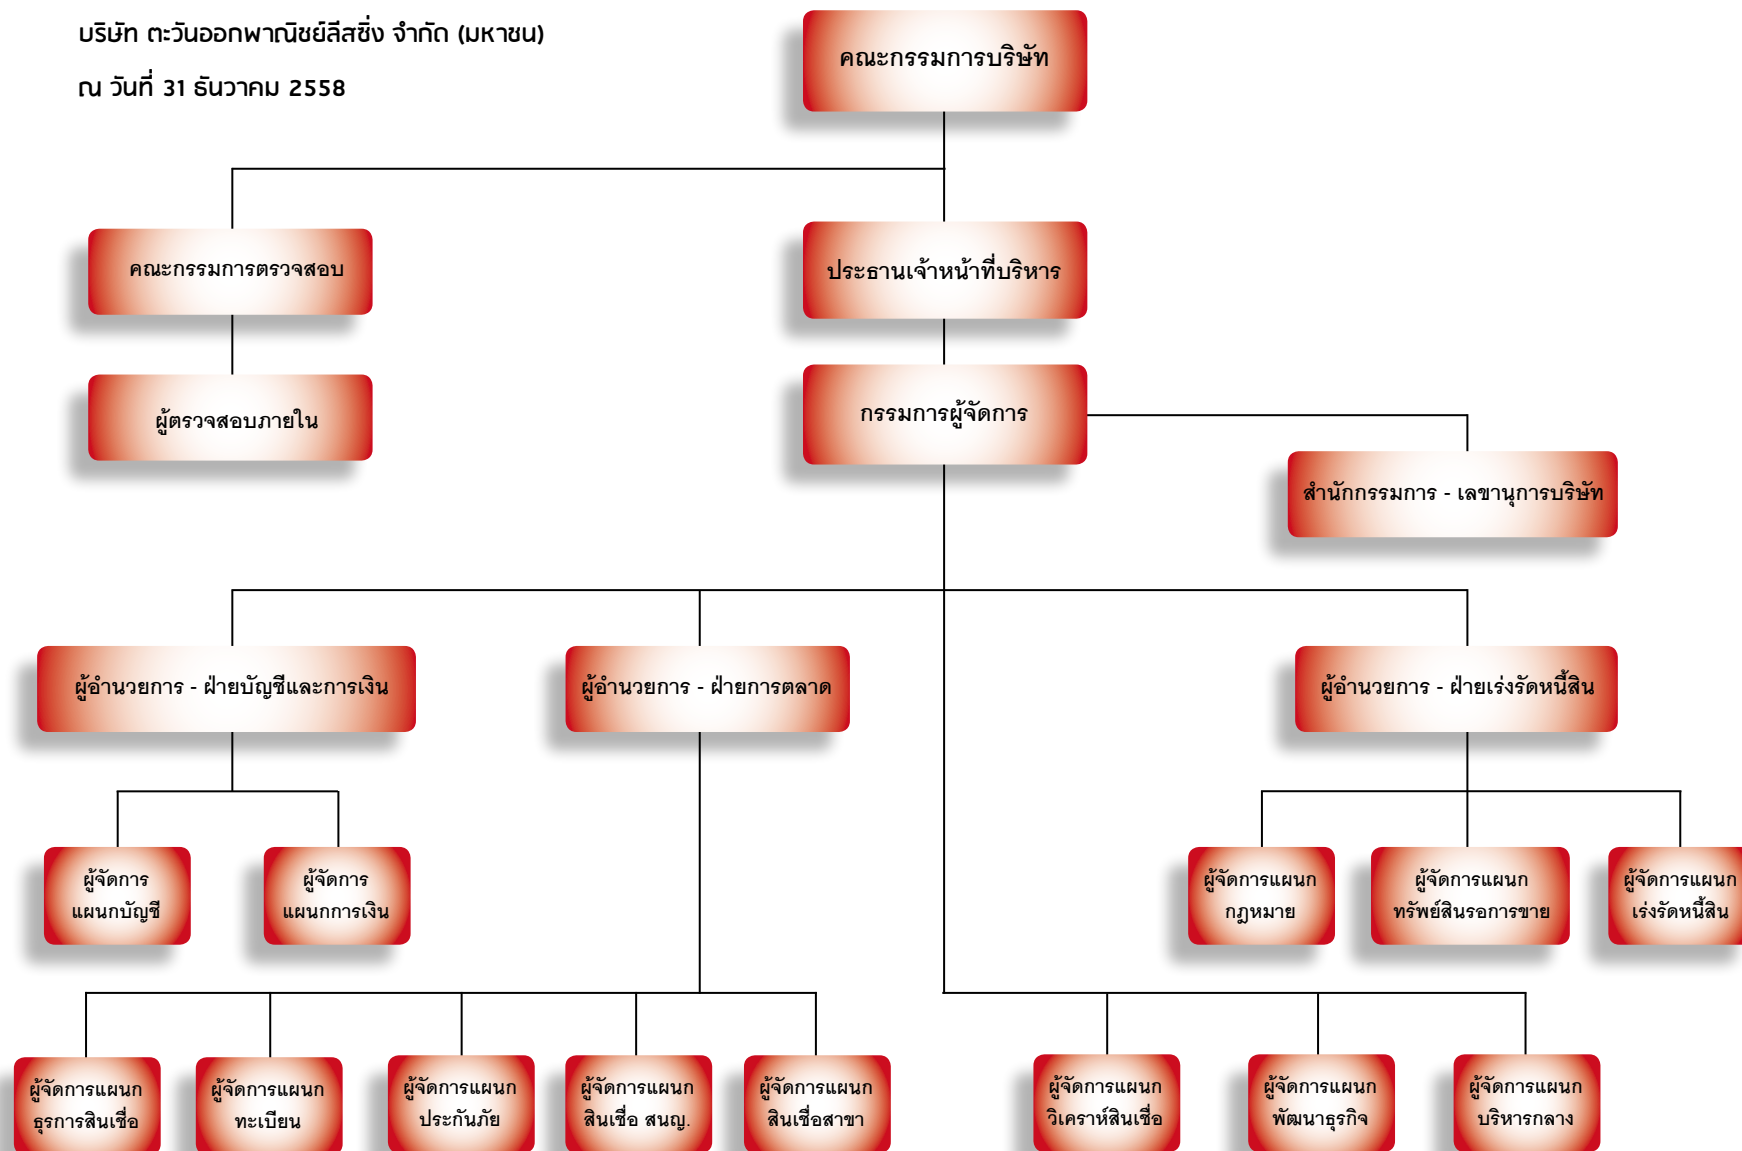 บริษัท ตะวันออกพาณิชย์ลีสซิ่ง จำกัด (มหาชน)
ณ วันที่ 31 ธันวาคม 2558
คณะกรรมการบริษัท
คณะกรรมการตรวจสอบ
ประธานเจ้าหน้าที่บริหาร
ผู้ตรวจสอบภายใน
กรรมการผู้จัดการ
สำนักกรรมการ - เลขานุการบริษัท
ผู้อำนวยการ - ฝ่ายบัญชีและการเงิน
ผู้อำนวยการ - ฝ่ายการตลาด
ผู้อำนวยการ - ฝ่ายเร่งรัดหนี้สิน
ผู้จัดการ
แผนกบัญชี
ผู้จัดการ
แผนกการเงิน
ผู้จัดการแผนก
กฎหมาย
ผู้จัดการแผนก
ทรัพย์สินรอการขาย
ผู้จัดการแผนก
เร่งรัดหนี้สิน
ผู้จัดการแผนก
ธุรการสินเชื่อ
ผู้จัดการแผนก
ทะเบียน
ผู้จัดการแผนก
ประกันภัย
ผู้จัดการแผนก
สินเชื่อ สนญ.
ผู้จัดการแผนก
สินเชื่อสาขา
ผู้จัดการแผนก
วิเคราห์สินเชื่อ
ผู้จัดการแผนก
พัฒนาธุรกิจ
ผู้จัดการแผนก
บริหารกลาง